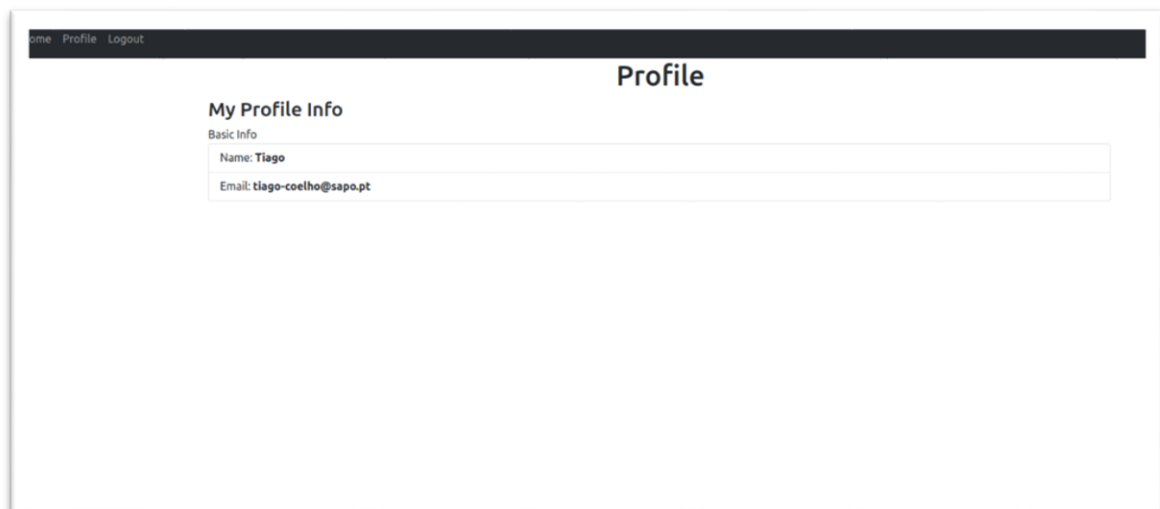 ome Profile Logout
Profile
My Profile Info
Basic Info
Name: Tiago
Email: tiago-coelho@sapo.pt